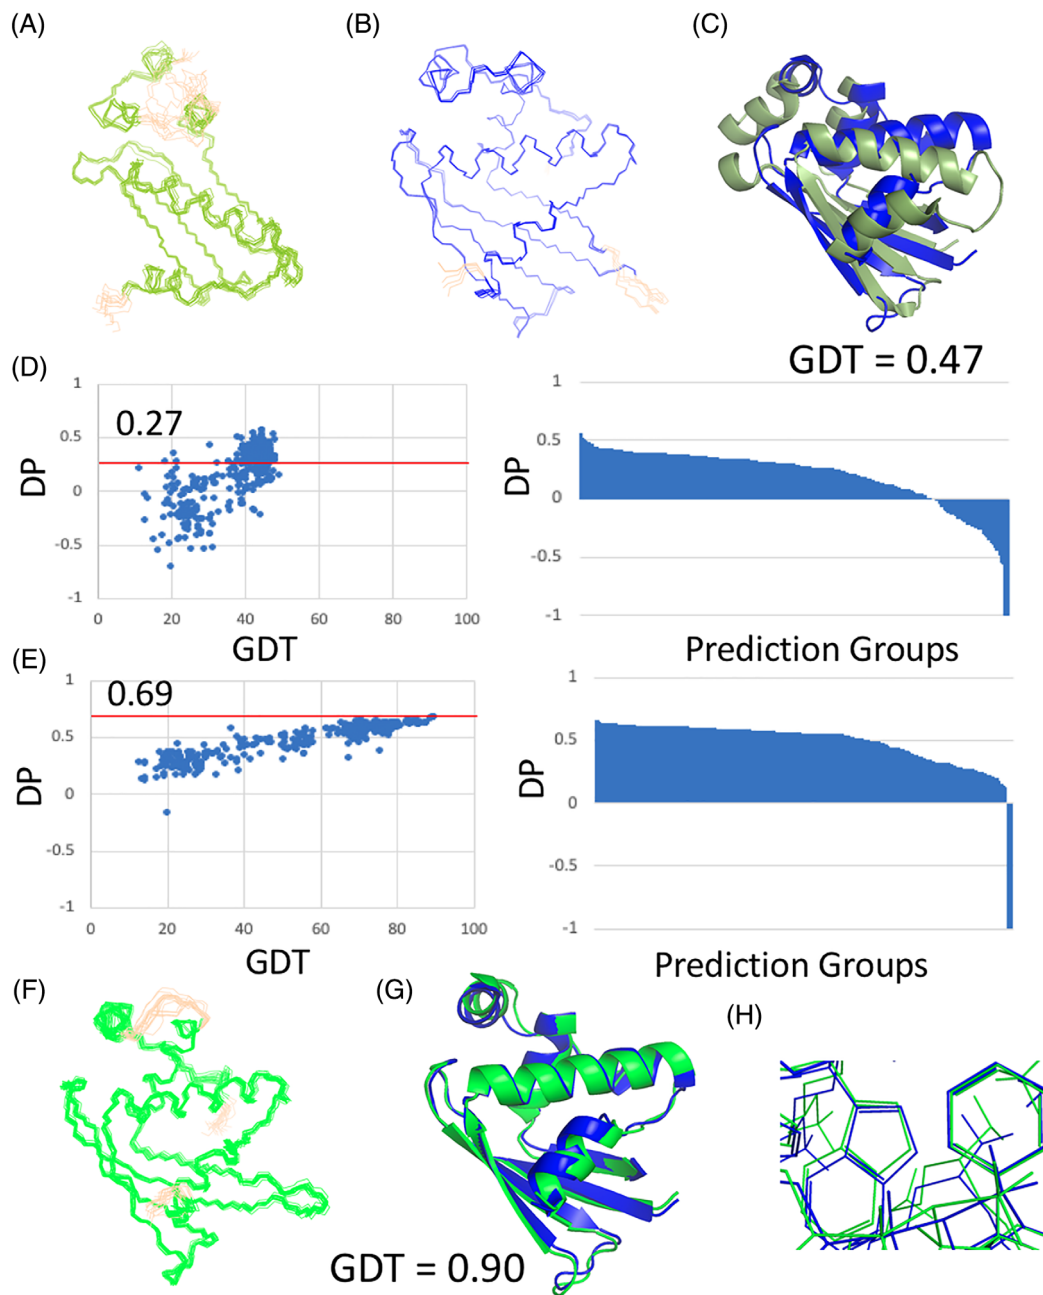 (A)
(B)
(C)
GDT = 0.47
(D)
1
0.5
0
-0.5
-1
0.27
DP
0
20
40
60
80
100
GDT
1
0.5
0
-0.5
-1
DP
Prediction Groups
(E)
1
0.5
0
-0.5
-1
0.69
DP
0
20
40
60
80
100
GDT
1
0.5
0
-0.5
-1
DP
Prediction Groups
(F)
(G)
(H)
GDT = 0.90